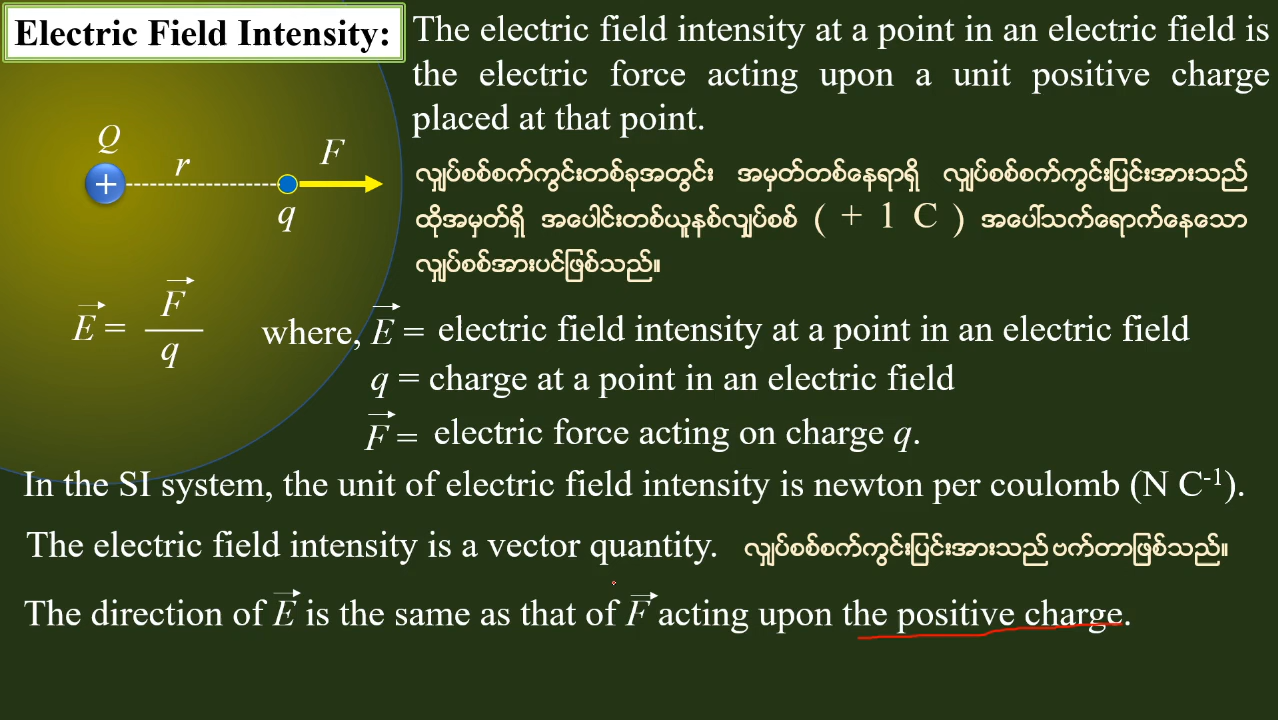 Electric Field Intensity:
The electric field intensity at a point in an electric field is
the electric force acting upon a unit positive charge
placed at that point.
လျှပ်စစ်စက်ကွင်းတစ်ခုအတွင်း အမှတ်တစ်နေရာရှိ လျှပ်စစ်စက်ကွင်းပြင်းအားသည်
ထိုအမှတ်ရှိ အပေါင်းတစ်ယူနစ်လျှပ်စစ် ( + 1 C ) အပေါ်သက်ရောက်နေသော
လျှပ်စစ်အားပင်ဖြစ်သည်။
Q
+
r
F
q
E = F / q
where, E = electric field intensity at a point in an electric field
q = charge at a point in an electric field
F = electric force acting on charge q.
In the SI system, the unit of electric field intensity is newton per coulomb (N C⁻¹).
The electric field intensity is a vector quantity. လျှပ်စစ်စက်ကွင်းပြင်းအားသည် ဗက်တာဖြစ်သည်။
The direction of E is the same as that of F acting upon the positive charge.